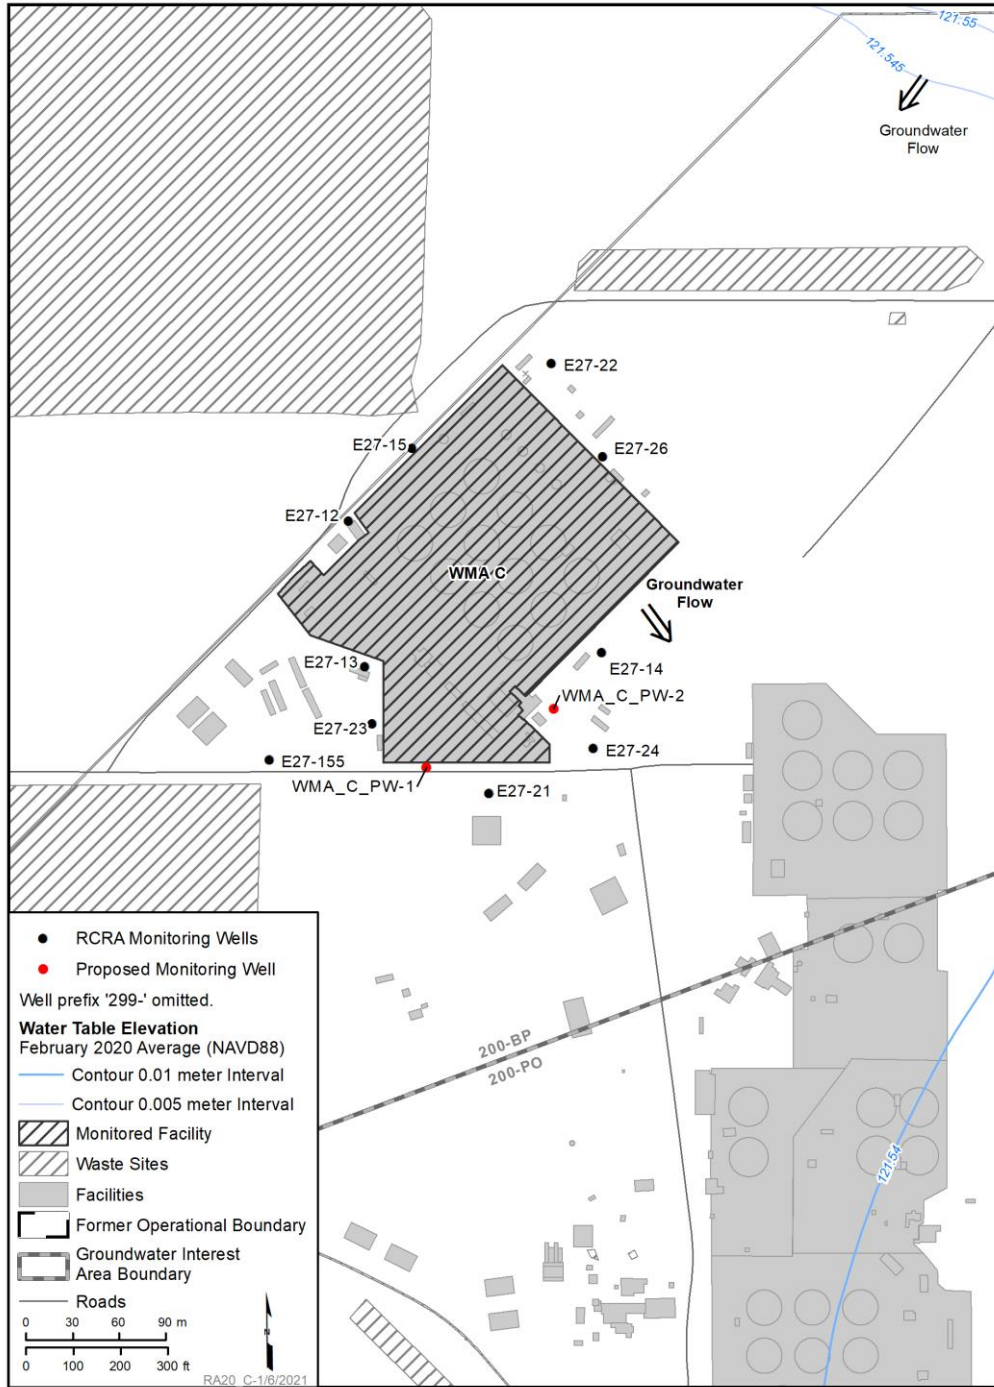 121.55
121.545
Groundwater
Flow
E27-22
E27-15
E27-26
E27-12
WMA C
Groundwater
Flow
E27-13
E27-14
WMA_C_PW-2
E27-23
E27-24
E27-155
WMA_C_PW-1
E27-21
200-BP
200-PO
121.54
RCRA Monitoring Wells
Proposed Monitoring Well
Well prefix '299-' omitted.
Water Table Elevation
February 2020 Average (NAVD88)
Contour 0.01 meter Interval
Contour 0.005 meter Interval
Monitored Facility
Waste Sites
Facilities
Former Operational Boundary
Groundwater Interest
Area Boundary
Roads
0 30 60 90 m
0 100 200 300 ft
N
RA20_C-1/6/2021